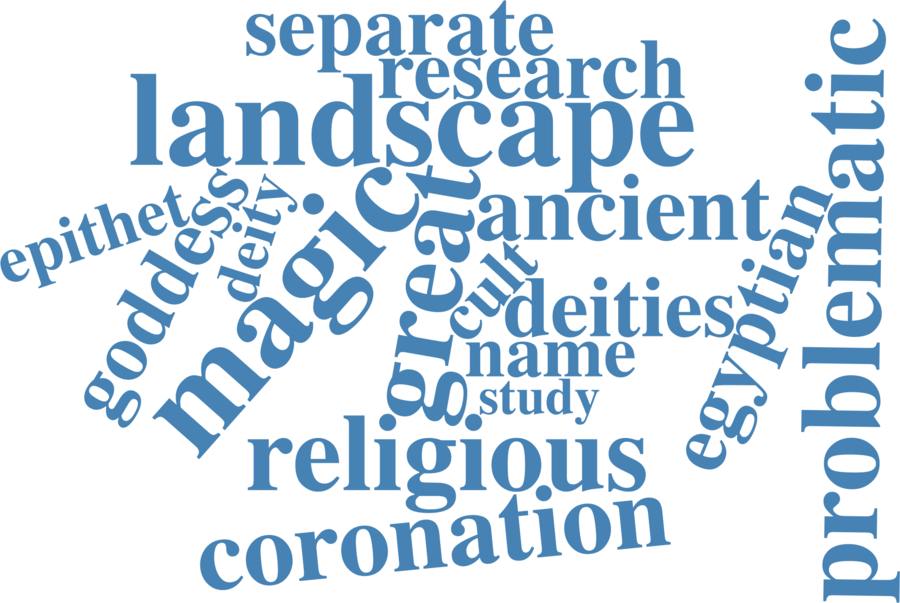 separate
research
landscape
problematic
epithet
goddess
deity
magic
great
ancient
cult
egyptian
deities
name
study
religious
coronation